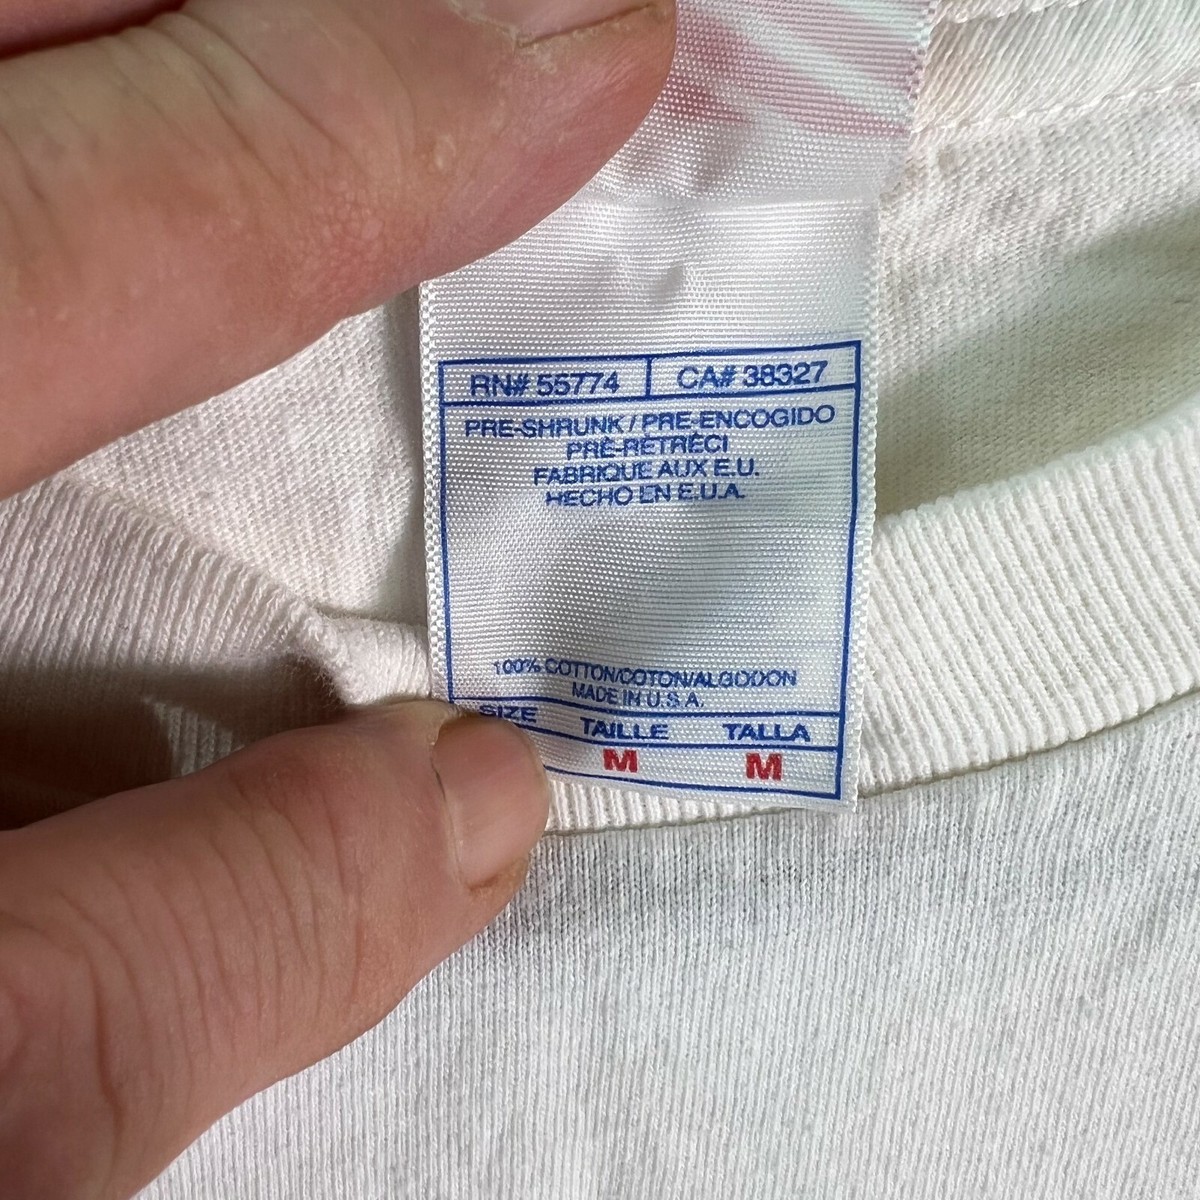 RN# 55774 CA# 38327
PRE-SHRUNK / PRE-ENCOGIDO
PRÉ-RÉTRÉCI
FABRIQUE AUX E.U.
HECHO EN E.U.A.
100% COTTON/COTON/ALGODON
MADE IN U.S.A.
SIZE TAILLE TALLA
M M